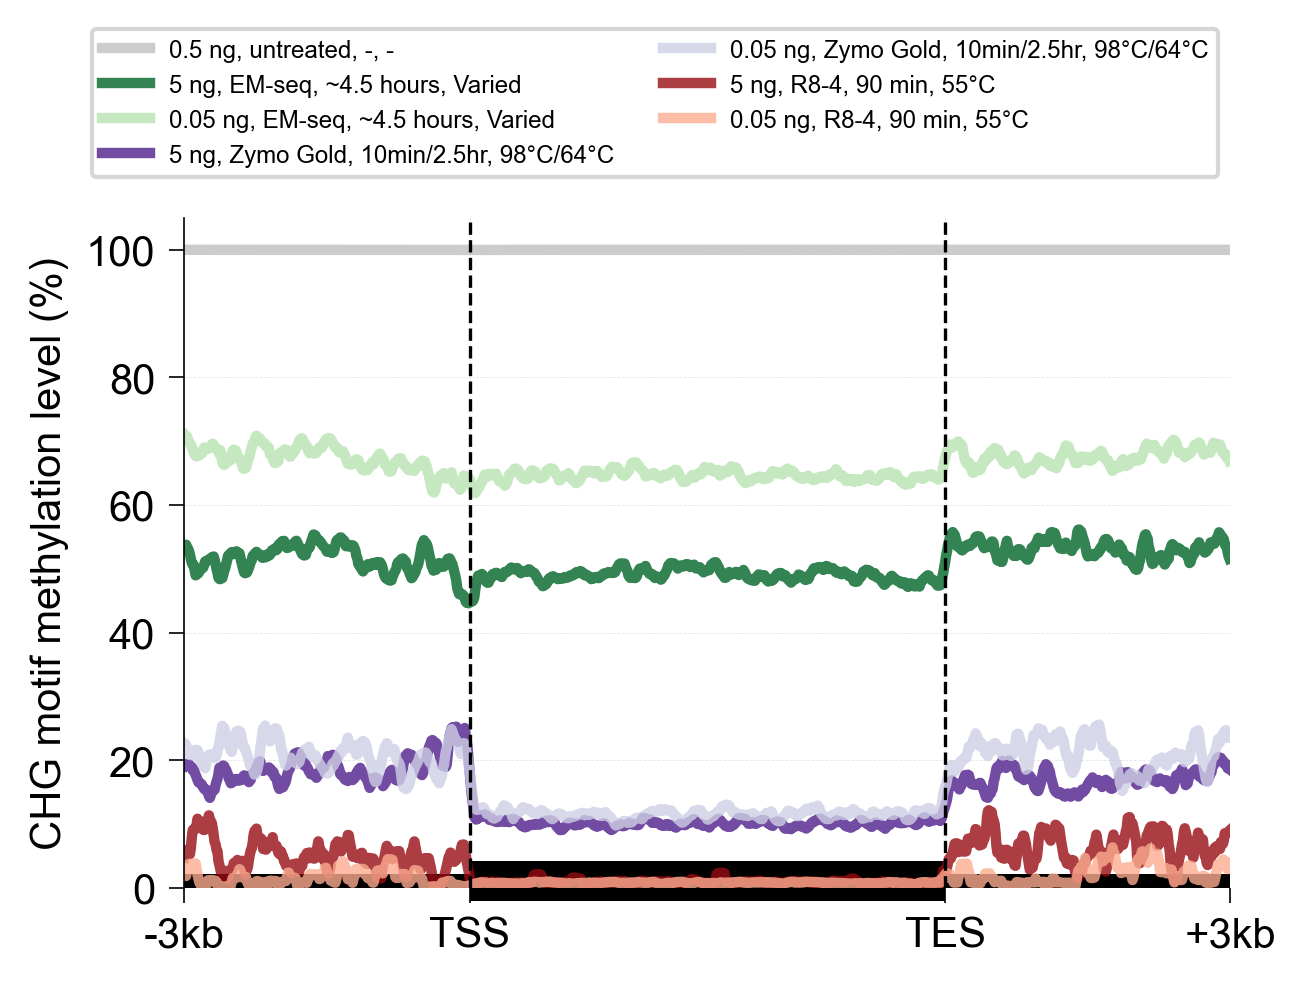 0.5 ng, untreated, -, -
5 ng, EM-seq, ~4.5 hours, Varied
0.05 ng, EM-seq, ~4.5 hours, Varied
5 ng, Zymo Gold, 10min/2.5hr, 98°C/64°C
0.05 ng, Zymo Gold, 10min/2.5hr, 98°C/64°C
5 ng, R8-4, 90 min, 55°C
0.05 ng, R8-4, 90 min, 55°C
CHG motif methylation level (%)
100
80
60
40
20
0
-3kb
TSS
TES
+3kb